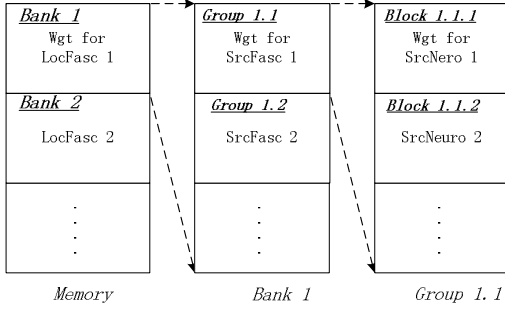 Bank 1
Wgt for
LocFasc 1
Bank 2
LocFasc 2
Memory
Group 1.1
Wgt for
SrcFasc 1
Group 1.2
SrcFasc 2
Bank 1
Block 1.1.1
Wgt for
SrcNero 1
Block 1.1.2
SrcNeuro 2
Group 1.1